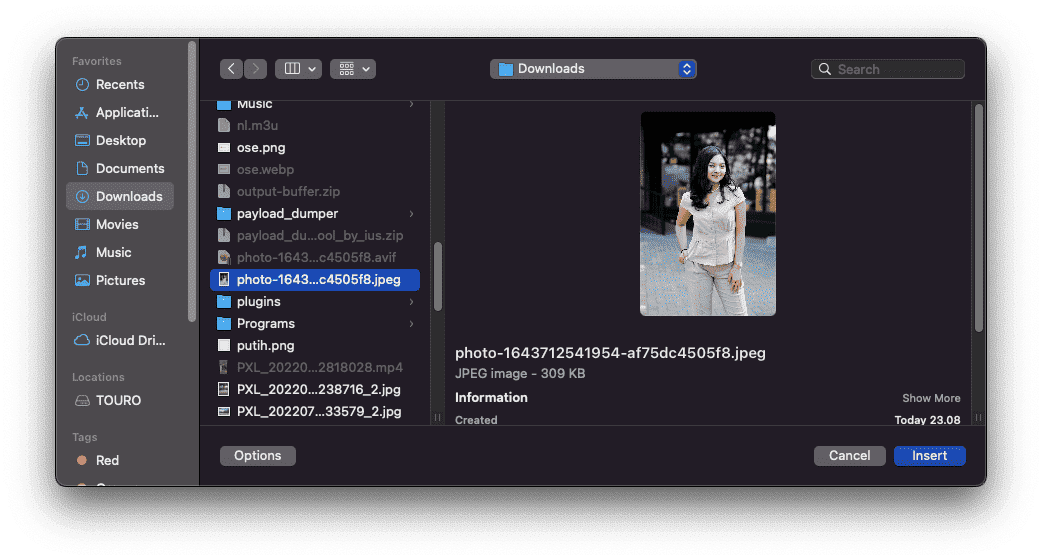 Favorites
Recents
Applicati...
Desktop
Documents
Downloads
Movies
Music
Pictures
iCloud
iCloud Dri...
Locations
TOURO
Tags
Red
Downloads
Search
Music
nl.m3u
ose.png
ose.webp
output-buffer.zip
payload_dumper
payload_du...ool_by_ius.zip
photo-1643...c4505f8.avif
photo-1643...c4505f8.jpeg
plugins
Programs
putih.png
PXL_20220...2818028.mp4
PXL_20220...238716_2.jpg
PXL_202207...33579_2.jpg
photo-1643712541954-af75dc4505f8.jpeg
JPEG image - 309 KB
Information Show More
Created Today 23.08
Options Cancel Insert